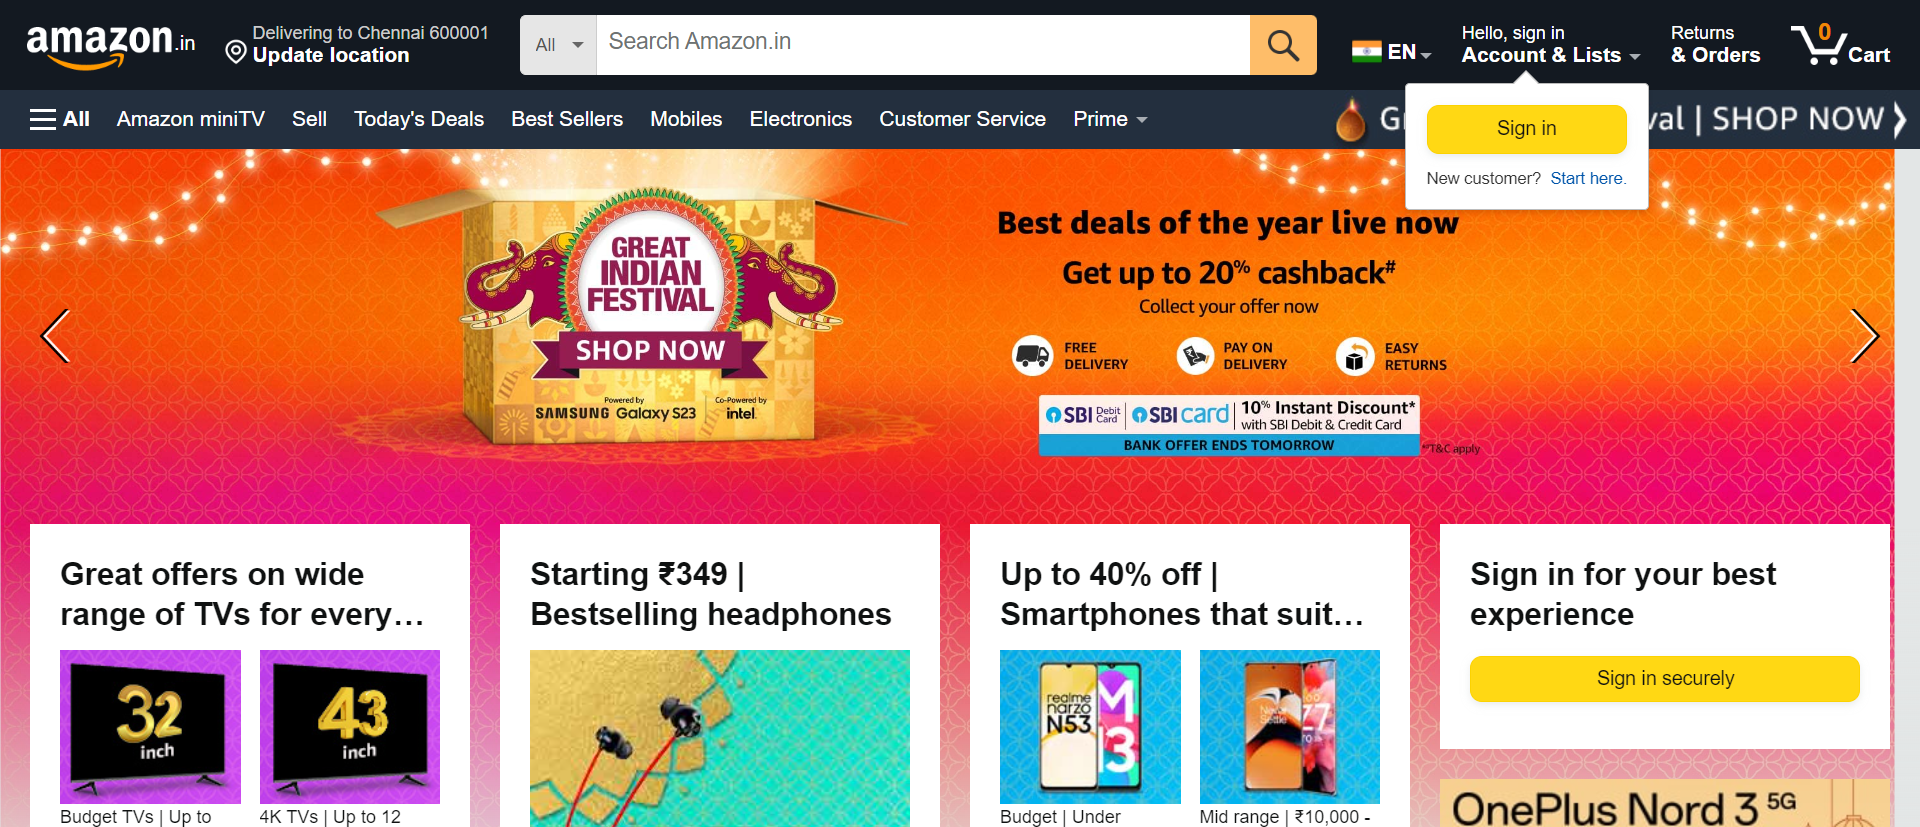 amazon.in
Delivering to Chennai 600001
Update location
All
Search Amazon.in
EN
Hello, sign in
Account & Lists
Returns
& Orders
0
Cart
All
Amazon miniTV
Sell
Today's Deals
Best Sellers
Mobiles
Electronics
Customer Service
Prime
| SHOP NOW
Sign in
New customer? Start here.
GREAT
INDIAN
FESTIVAL
SHOP NOW
Powered by
SAMSUNG Galaxy S23
Co-Powered by
intel.
Best deals of the year live now
Get up to 20% cashback#
Collect your offer now
FREE
DELIVERY
PAY ON
DELIVERY
EASY
RETURNS
SBI Debit Card
SBI card
10% Instant Discount*
with SBI Debit & Credit Card
BANK OFFER ENDS TOMORROW
T&C apply
Great offers on wide
range of TVs for every…
32
inch
43
inch
Budget TVs | Up to
4K TVs | Up to 12
Starting ₹349 |
Bestselling headphones
Up to 40% off |
Smartphones that suit…
realme
narzo
N53
M
13
Never
Settle
Budget | Under
Mid range | ₹10,000 -
Sign in for your best
experience
Sign in securely
OnePlus Nord 3 5G